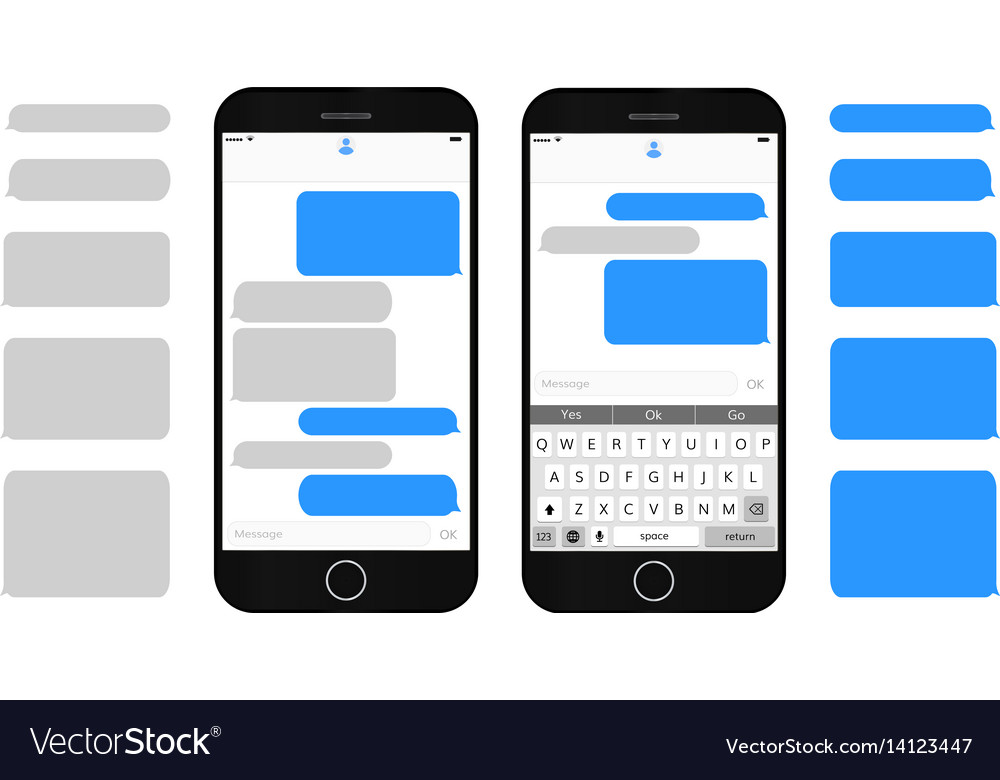 Message OK
Message OK
Yes Ok Go
Q W E R T Y U I O P
A S D F G H J K L
Z X C V B N M
123 space return
VectorStock®
VectorStock.com/14123447